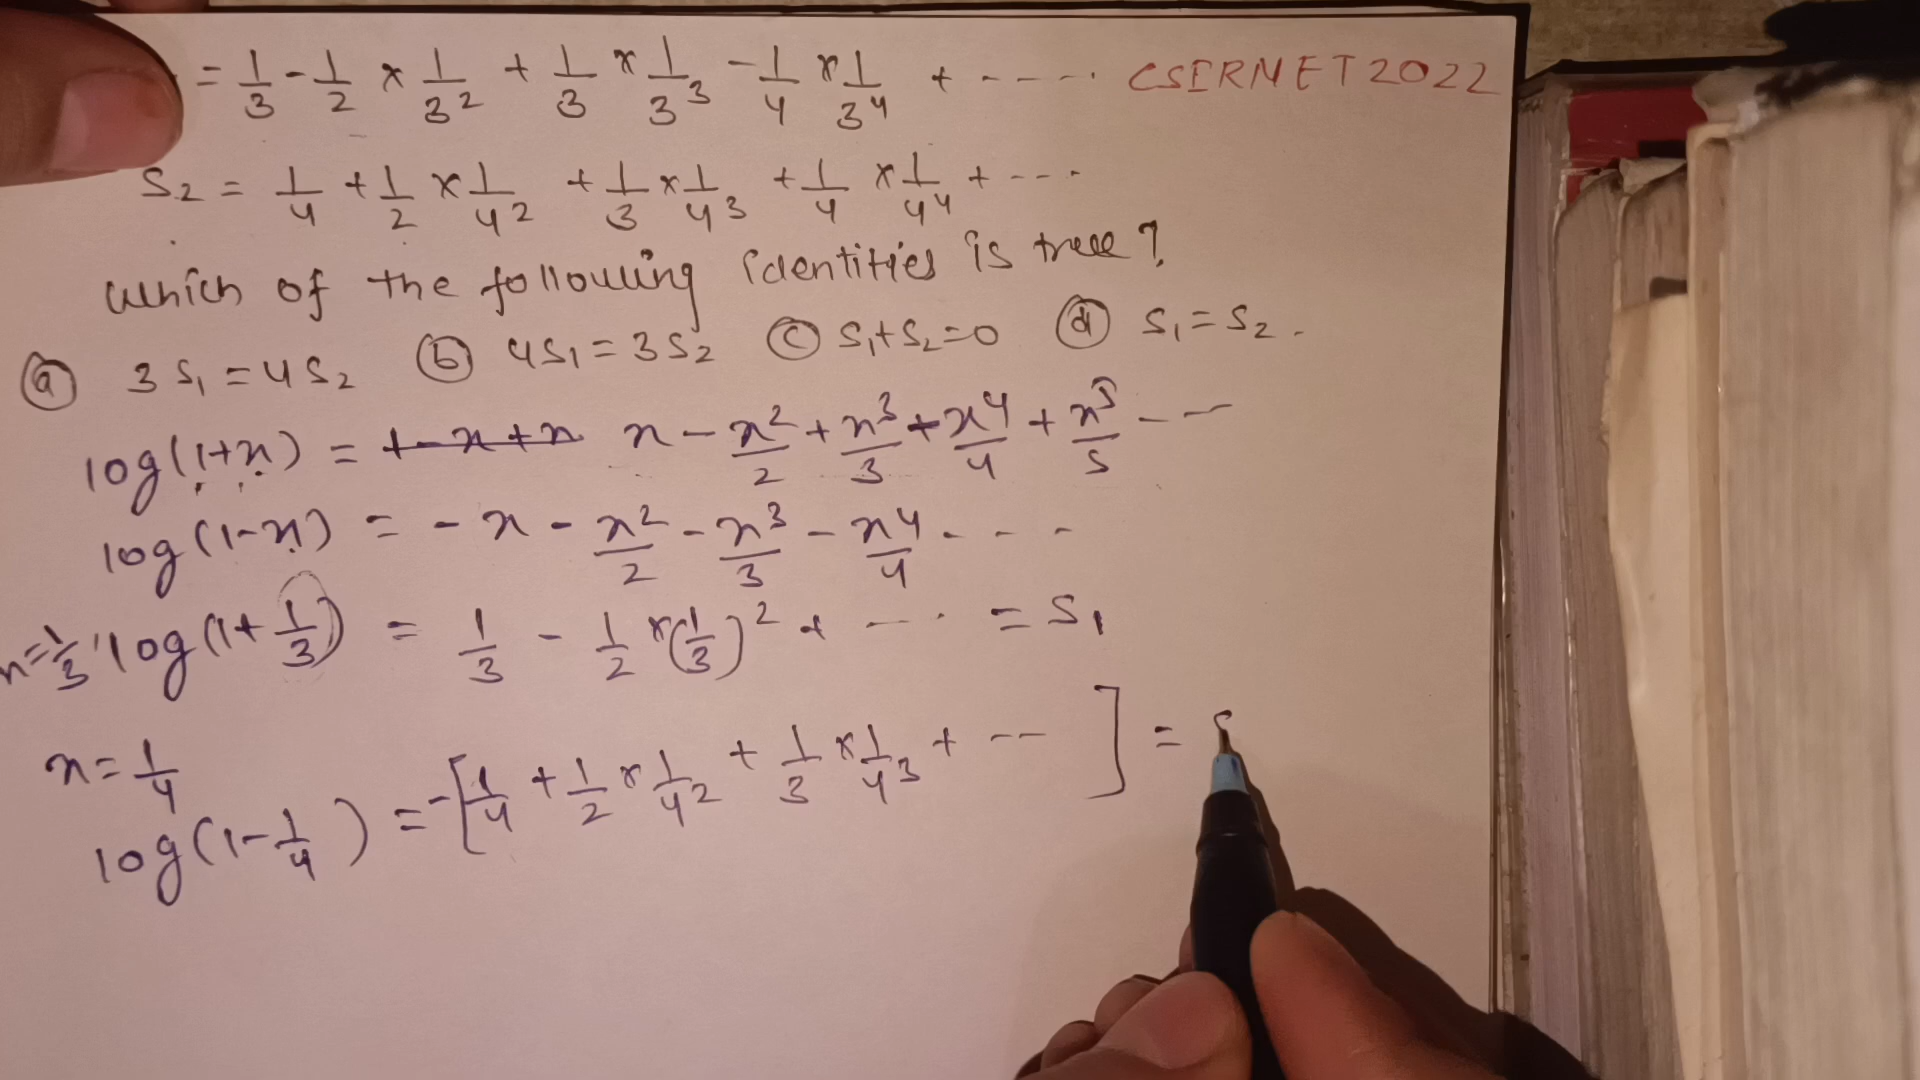 = 1/3 - 1/2 × 1/3² + 1/3 × 1/3³ - 1/4 × 1/3⁴ + ----. CSIRNET2022
S₂ = 1/4 + 1/2 × 1/4² + 1/3 × 1/4³ + 1/4 × 1/4⁴ + ---
which of the following identities is true?
ⓐ 3S₁ = 4S₂ ⓑ 4S₁ = 3S₂ ⓒ S₁+S₂=0 ⓓ S₁=S₂.
log(1+x) = x - x²/2 + x³/3 + x⁴/4 + x⁵/5 - --
log(1-x) = - x - x²/2 - x³/3 - x⁴/4 - - -
x=1/3, log(1+1/3) = 1/3 - 1/2 × (1/3)² + --- = S₁
x=1/4
log(1-1/4) = -[1/4 + 1/2 × 1/4² + 1/3 × 1/4³ + -- ] = S